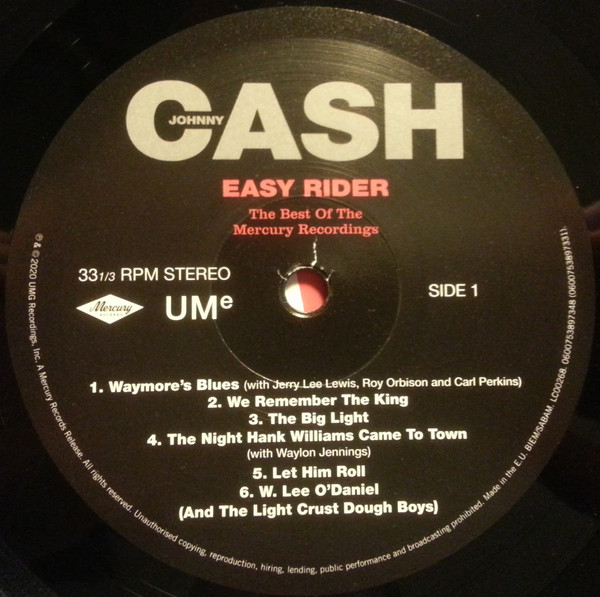 JOHNNY
CASH
EASY RIDER
The Best Of The
Mercury Recordings
33 1/3 RPM STEREO
SIDE 1
Mercury
RECORDS
UMe
1. Waymore's Blues (with Jerry Lee Lewis, Roy Orbison and Carl Perkins)
2. We Remember The King
3. The Big Light
4. The Night Hank Williams Came To Town
(with Waylon Jennings)
5. Let Him Roll
6. W. Lee O'Daniel
(And The Light Crust Dough Boys)
℗ © 2020 UMG Recordings, Inc. A Mercury Records Release. All rights reserved. Unauthorised copying, reproduction, hiring, lending, public performance and broadcasting prohibited. Made in the E.U. BIEM/SABAM. LC00268. 0600753897348 (0600753897331).